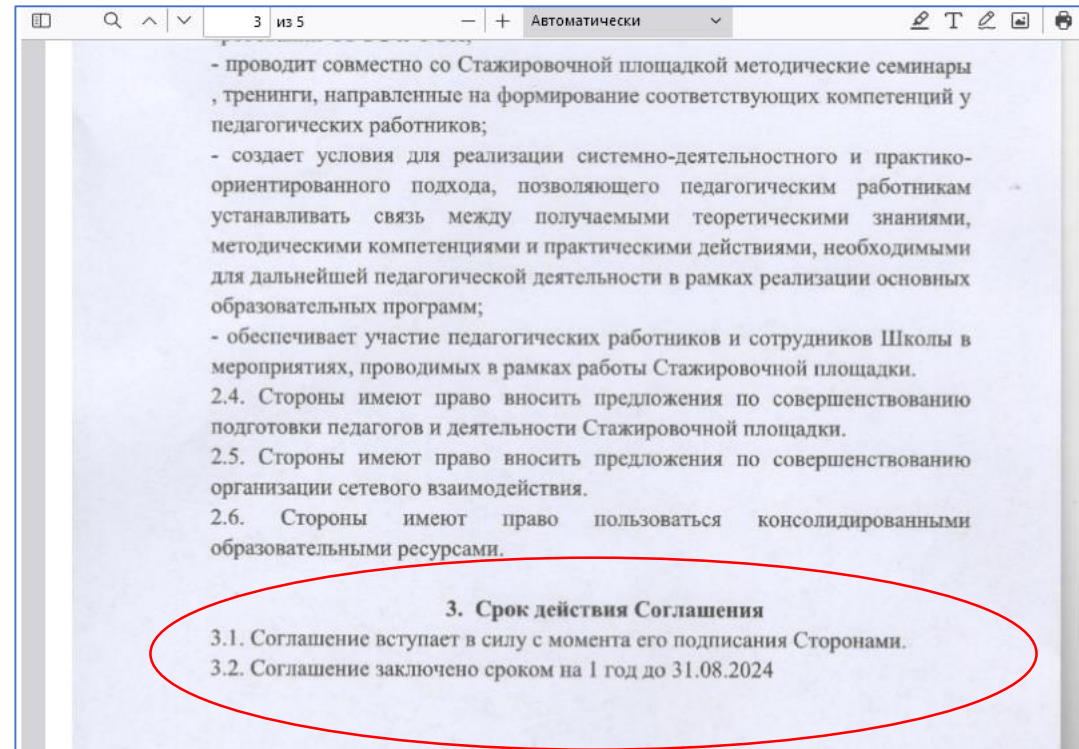 3 из 5
Автоматически
- проводит совместно со Стажировочной площадкой методические семинары
, тренинги, направленные на формирование соответствующих компетенций у
педагогических работников;
- создает условия для реализации системно-деятельностного и практико-
ориентированного подхода, позволяющего педагогическим работникам
устанавливать связь между получаемыми теоретическими знаниями,
методическими компетенциями и практическими действиями, необходимыми
для дальнейшей педагогической деятельности в рамках реализации основных
образовательных программ;
- обеспечивает участие педагогических работников и сотрудников Школы в
мероприятиях, проводимых в рамках работы Стажировочной площадки.
2.4. Стороны имеют право вносить предложения по совершенствованию
подготовки педагогов и деятельности Стажировочной площадки.
2.5. Стороны имеют право вносить предложения по совершенствованию
организации сетевого взаимодействия.
2.6. Стороны имеют право пользоваться консолидированными
образовательными ресурсами.
3. Срок действия Соглашения
3.1. Соглашение вступает в силу с момента его подписания Сторонами.
3.2. Соглашение заключено сроком на 1 год до 31.08.2024